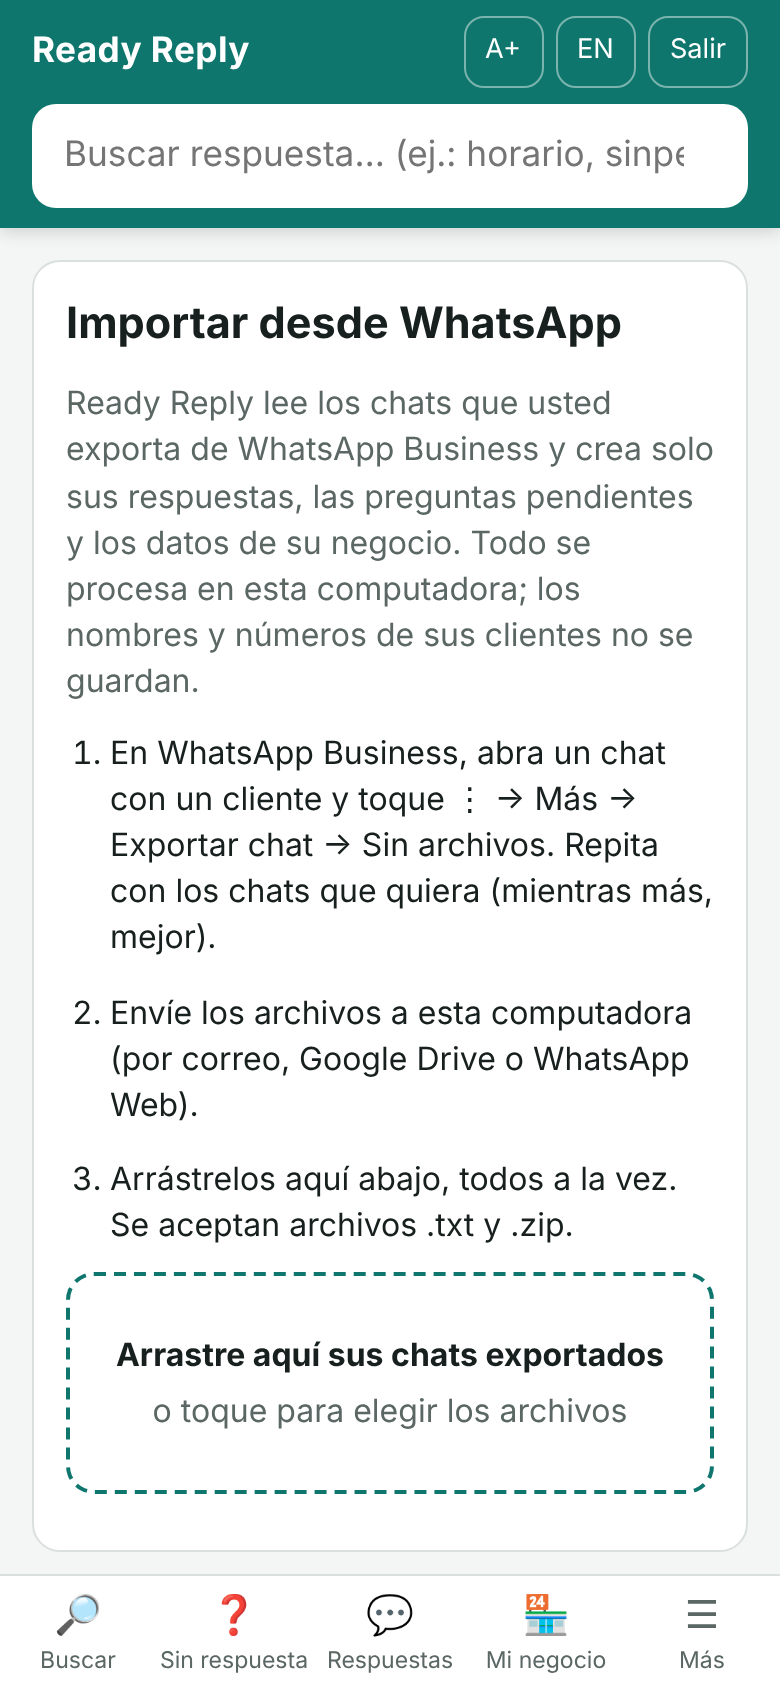 Ready Reply
A+
EN
Salir
Buscar respuesta... (ej.: horario, sinpe
Importar desde WhatsApp
Ready Reply lee los chats que usted
exporta de WhatsApp Business y crea solo
sus respuestas, las preguntas pendientes
y los datos de su negocio. Todo se
procesa en esta computadora; los
nombres y números de sus clientes no se
guardan.
1. En WhatsApp Business, abra un chat
con un cliente y toque ⋮ → Más →
Exportar chat → Sin archivos. Repita
con los chats que quiera (mientras más,
mejor).
2. Envíe los archivos a esta computadora
(por correo, Google Drive o WhatsApp
Web).
3. Arrástrelos aquí abajo, todos a la vez.
Se aceptan archivos .txt y .zip.
Arrastre aquí sus chats exportados
o toque para elegir los archivos
24
Buscar
Sin respuesta
Respuestas
Mi negocio
Más